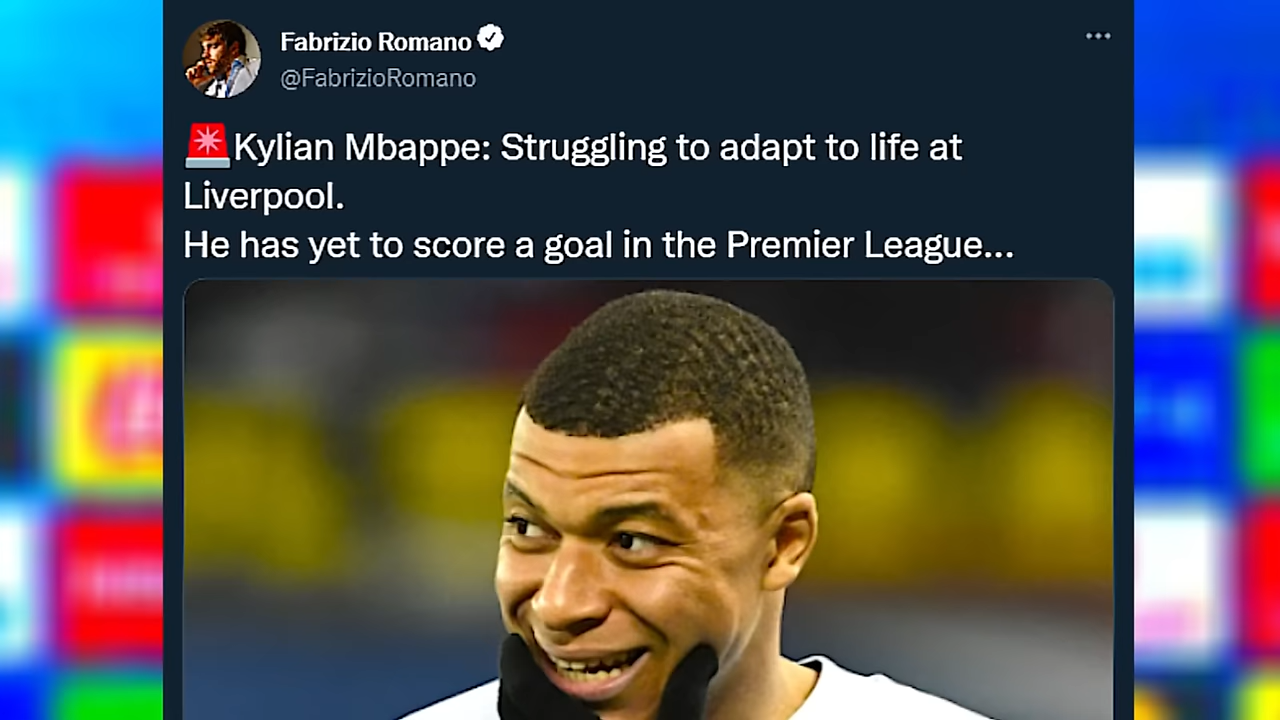 Fabrizio Romano
@FabrizioRomano
🚨Kylian Mbappe: Struggling to adapt to life at
Liverpool.
He has yet to score a goal in the Premier League...